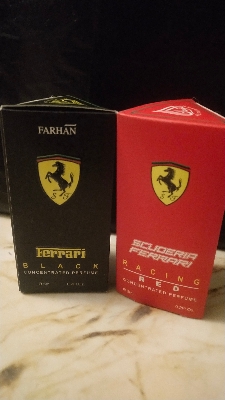 FARHAN
S F
Ferrari
BLACK
CONCENTRATED PERFUME
S F
SCUDERIA
FERRARI
RACING
RED
CONCENTRATED PERFUME